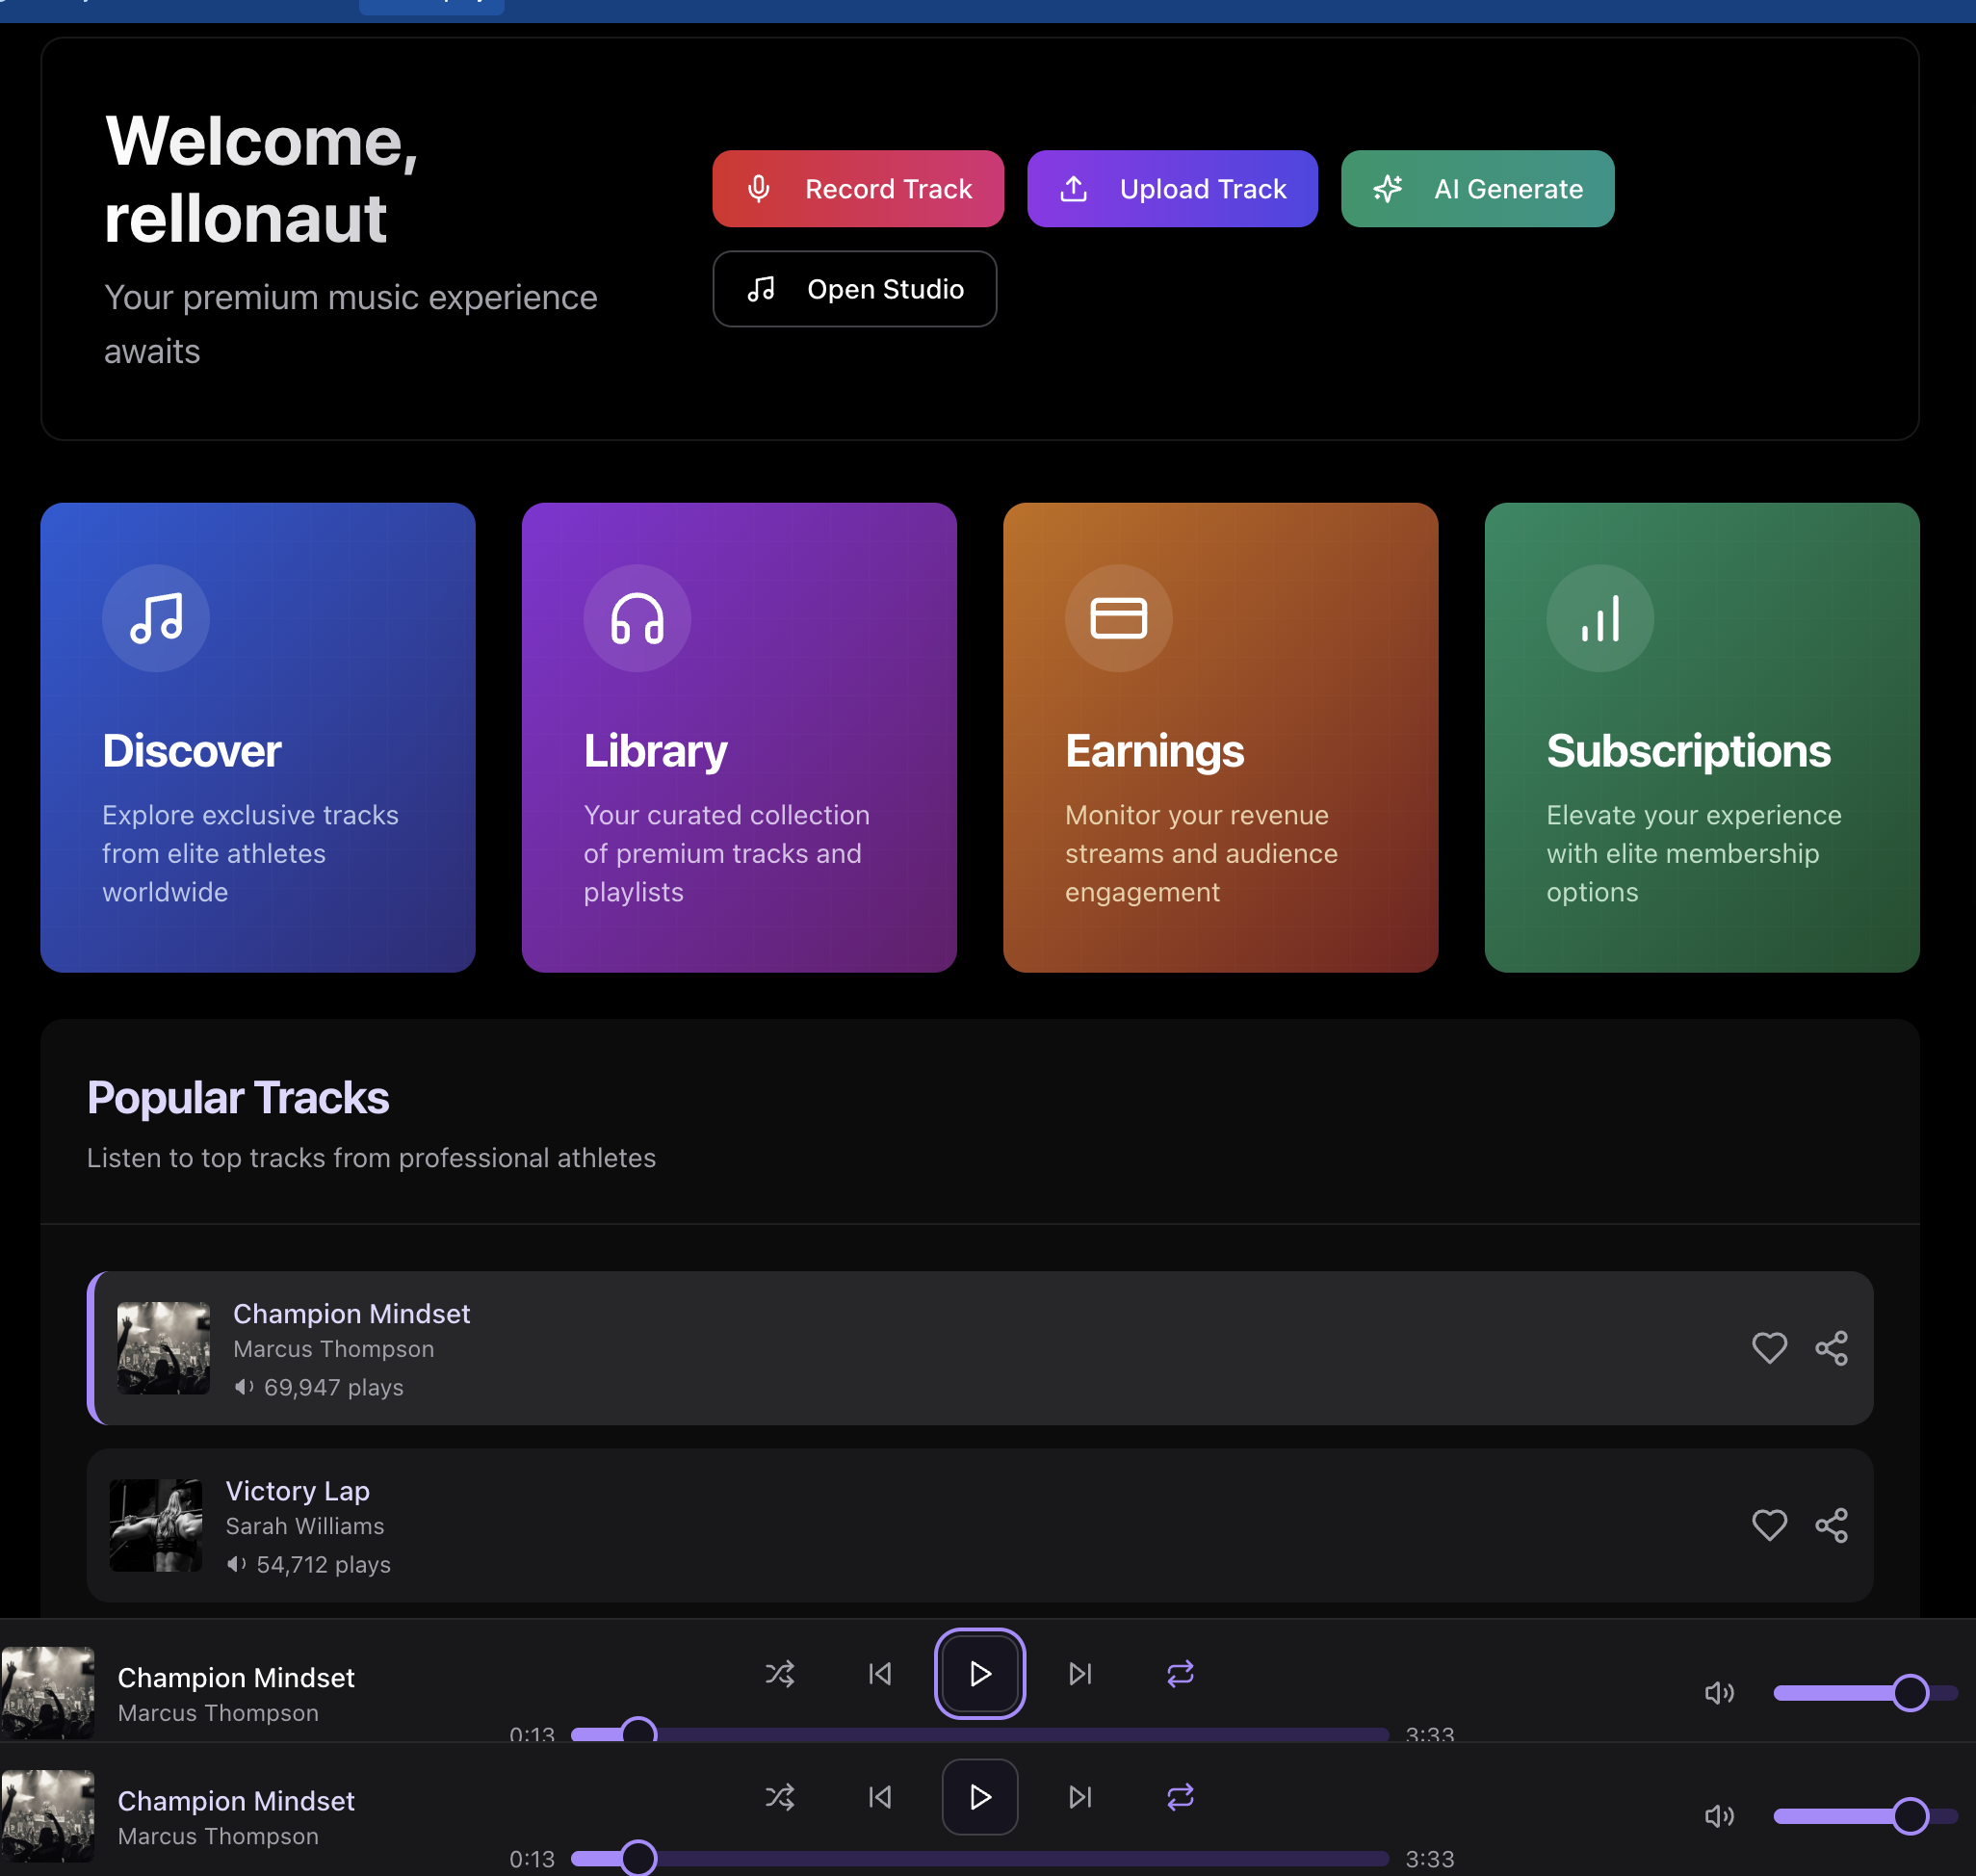 Welcome,
rellonaut
Your premium music experience
awaits
Record Track
Upload Track
AI Generate
Open Studio
Discover
Explore exclusive tracks
from elite athletes
worldwide
Library
Your curated collection
of premium tracks and
playlists
Earnings
Monitor your revenue
streams and audience
engagement
Subscriptions
Elevate your experience
with elite membership
options
Popular Tracks
Listen to top tracks from professional athletes
Champion Mindset
Marcus Thompson
69,947 plays
Victory Lap
Sarah Williams
54,712 plays
Champion Mindset
Marcus Thompson
0:13
3:33
Champion Mindset
Marcus Thompson
0:13
3:33